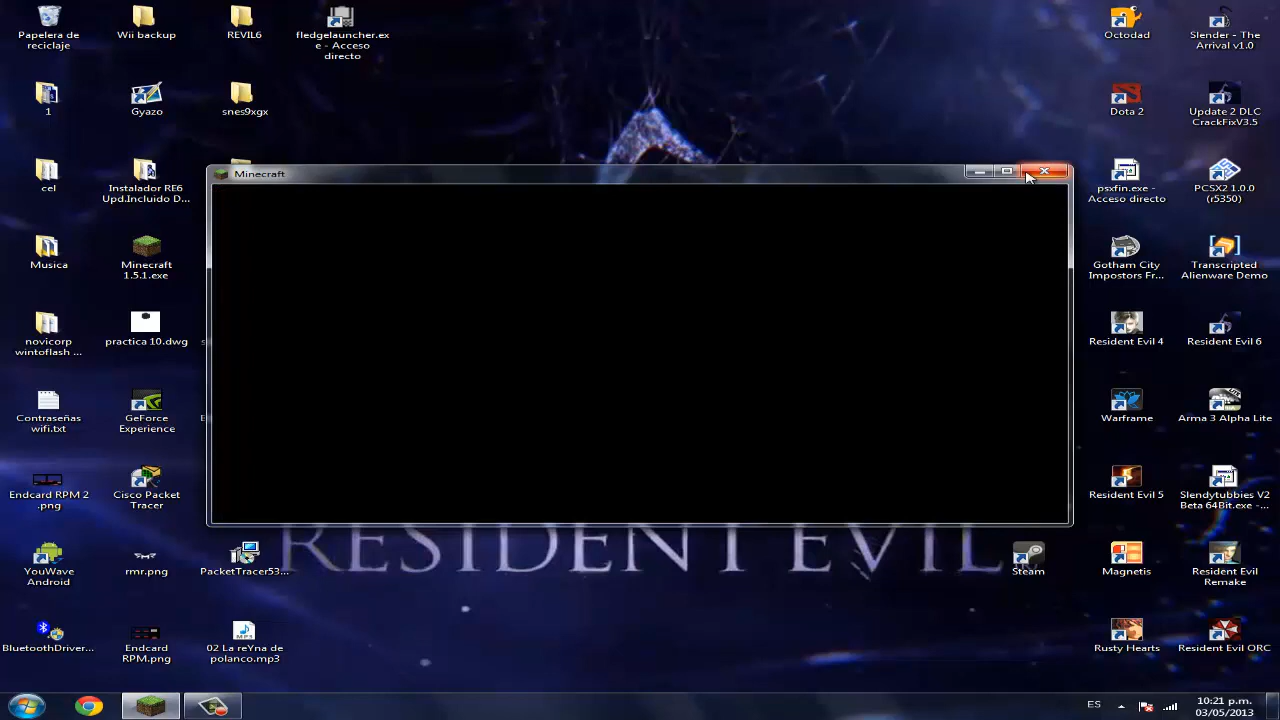 Papelera de
reciclaje
Wii backup
REVIL6
fledgelauncher.ex
e - Acceso
directo
Octodad
Slender - The
Arrival v1.0
1
Gyazo
snes9xgx
Dota 2
Update 2 DLC
CrackFixV3.5
cel
Instalador RE6
Upd.Incluido D...
Minecraft
psxfin.exe -
Acceso directo
PCSX2 1.0.0
(r5350)
Musica
Minecraft
1.5.1.exe
Gotham City
Impostors Fr...
Transcripted
Alienware Demo
novicorp
wintoflash ...
practica 10.dwg
Resident Evil 4
Resident Evil 6
Contraseñas
wifi.txt
GeForce
Experience
Warframe
Arma 3 Alpha Lite
Endcard RPM 2
.png
Cisco Packet
Tracer
Resident Evil 5
Slendytubbies V2
Beta 64Bit.exe -...
RESIDENT EVIL
YouWave
Android
rmr.png
PacketTracer53...
Steam
Magnetis
Resident Evil
Remake
BluetoothDriver...
Endcard
RPM.png
02 La reYna de
polanco.mp3
Rusty Hearts
Resident Evil ORC
ES
10:21 p.m.
03/05/2013